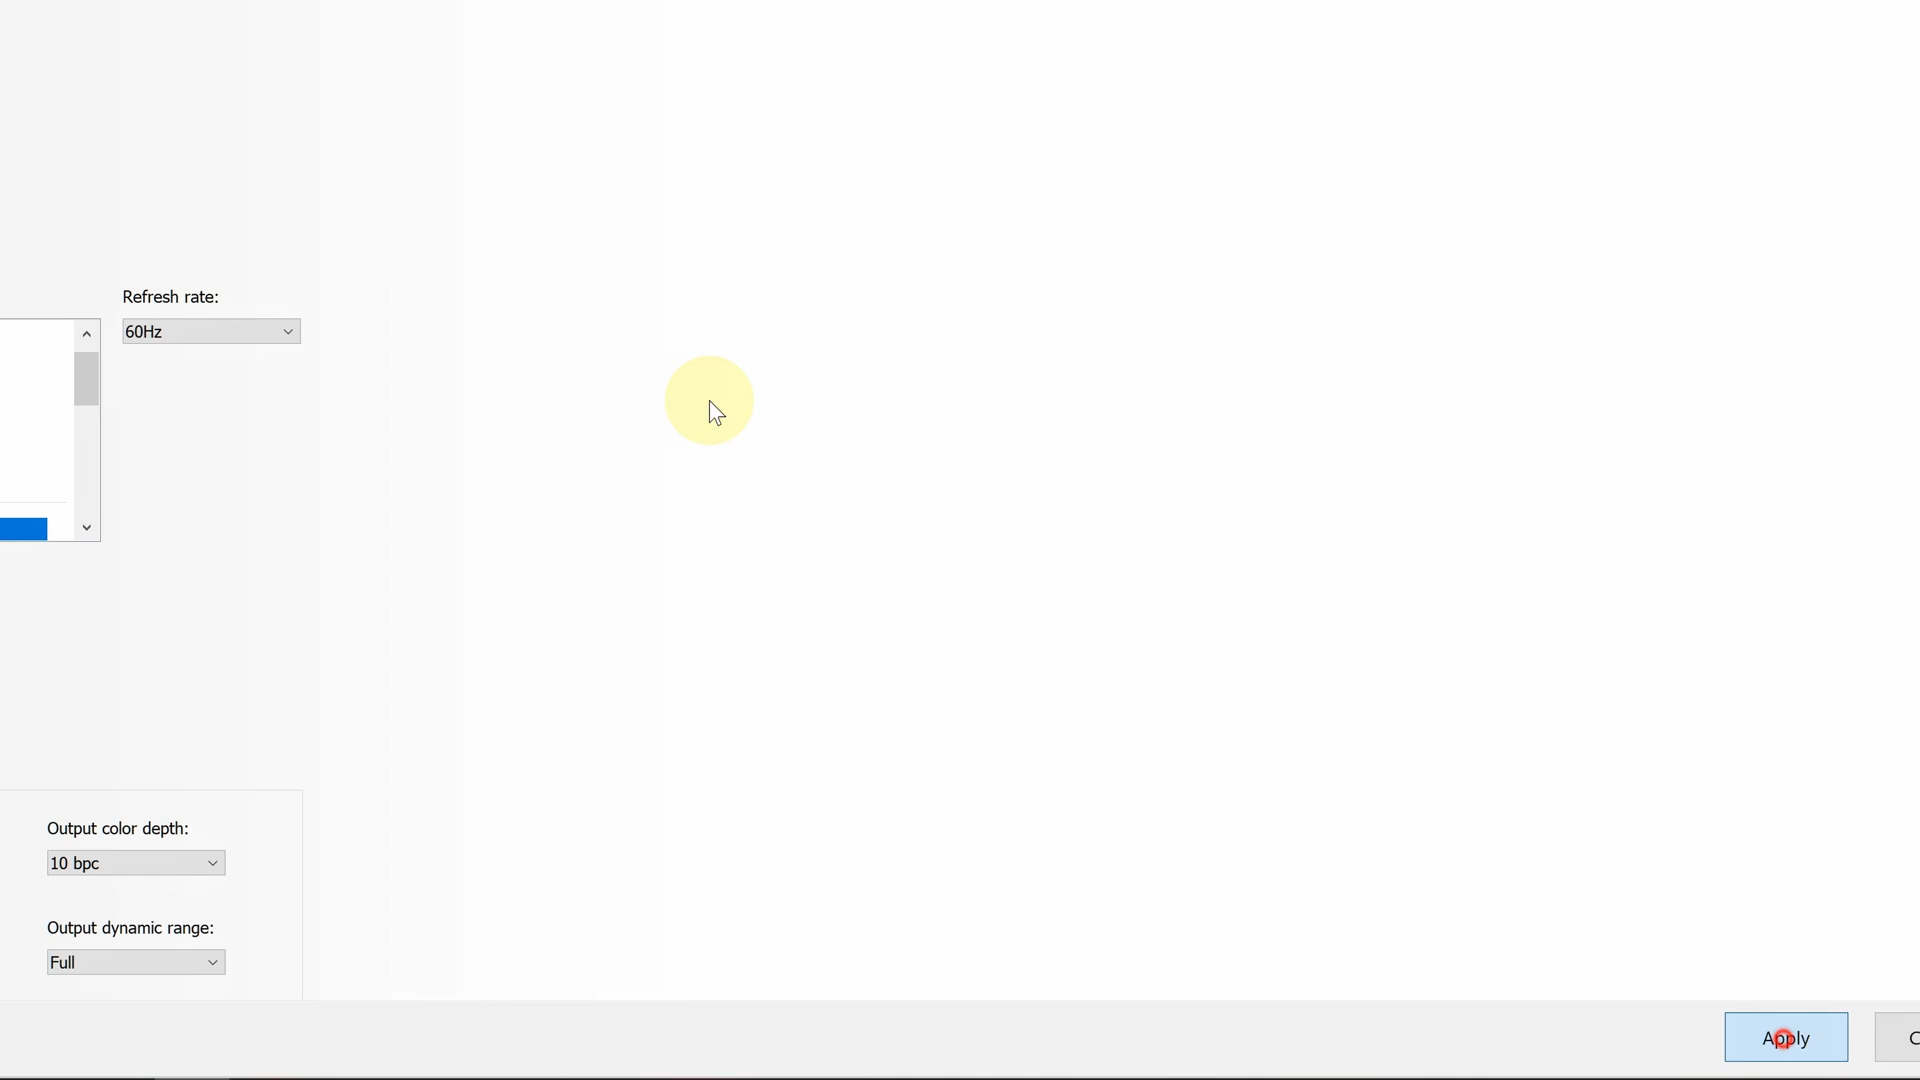 Refresh rate:
60Hz
Output color depth:
10 bpc
Output dynamic range:
Full
Apply